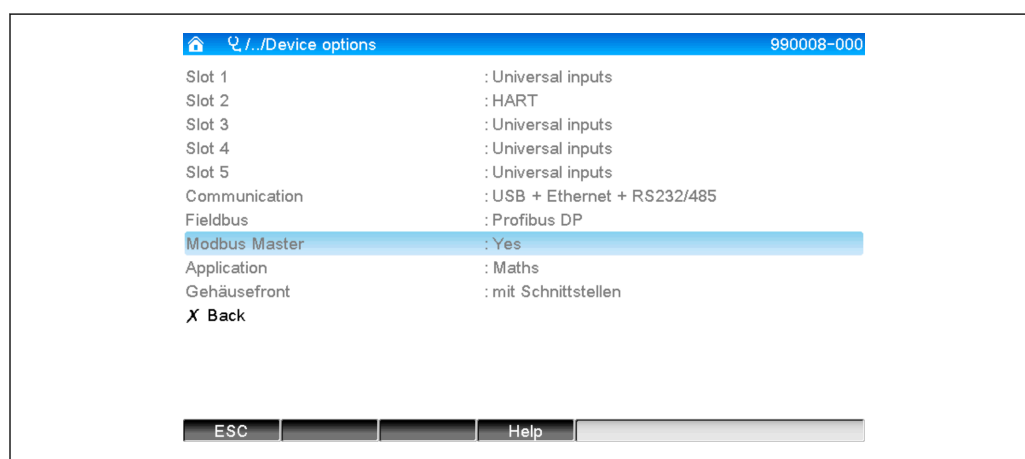 /../Device options 990008-000
Slot 1 : Universal inputs
Slot 2 : HART
Slot 3 : Universal inputs
Slot 4 : Universal inputs
Slot 5 : Universal inputs
Communication : USB + Ethernet + RS232/485
Fieldbus : Profibus DP
Modbus Master : Yes
Application : Maths
Gehäusefront : mit Schnittstellen
X Back
ESC Help